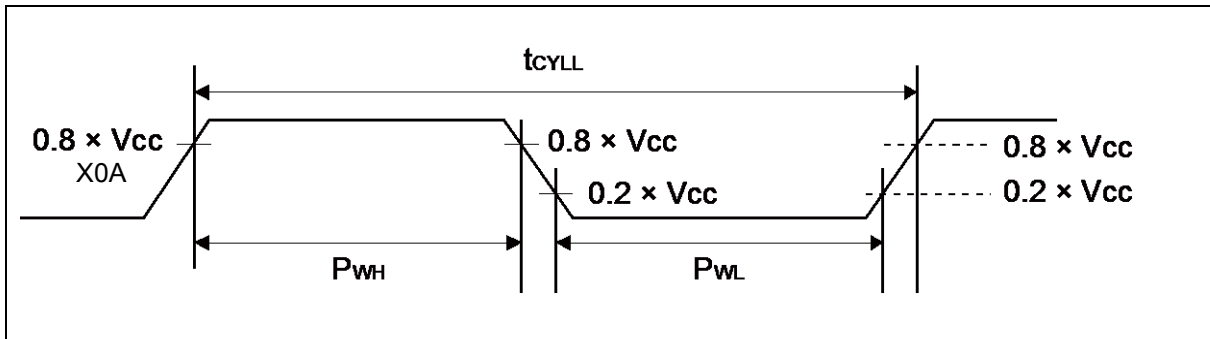 tCYLL
0.8 × Vcc
X0A
0.8 × Vcc
0.2 × Vcc
0.8 × Vcc
0.2 × Vcc
PWH
PWL